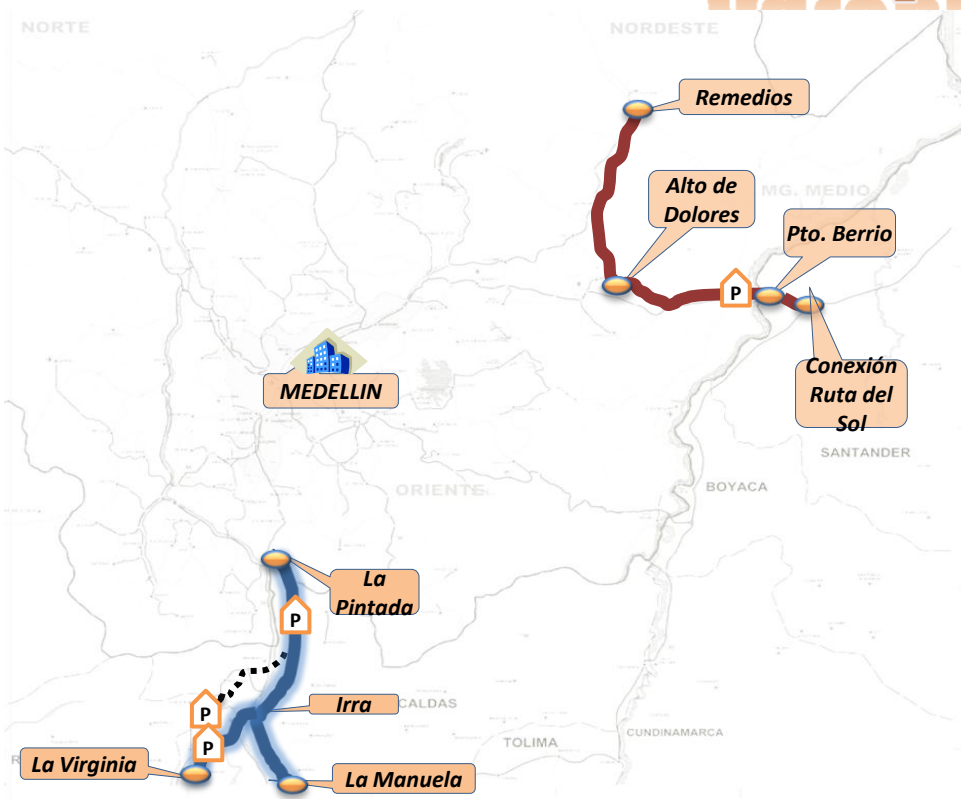 NORTE
NORDESTE
Remedios
Alto de
Dolores
MG. MEDIO
Pto. Berrio
P
MEDELLIN
Conexión
Ruta del
Sol
SANTANDER
BOYACA
ORIENTE
La
Pintada
P
Irra
CALDAS
P
P
TOLIMA
CUNDINAMARCA
La Virginia
La Manuela